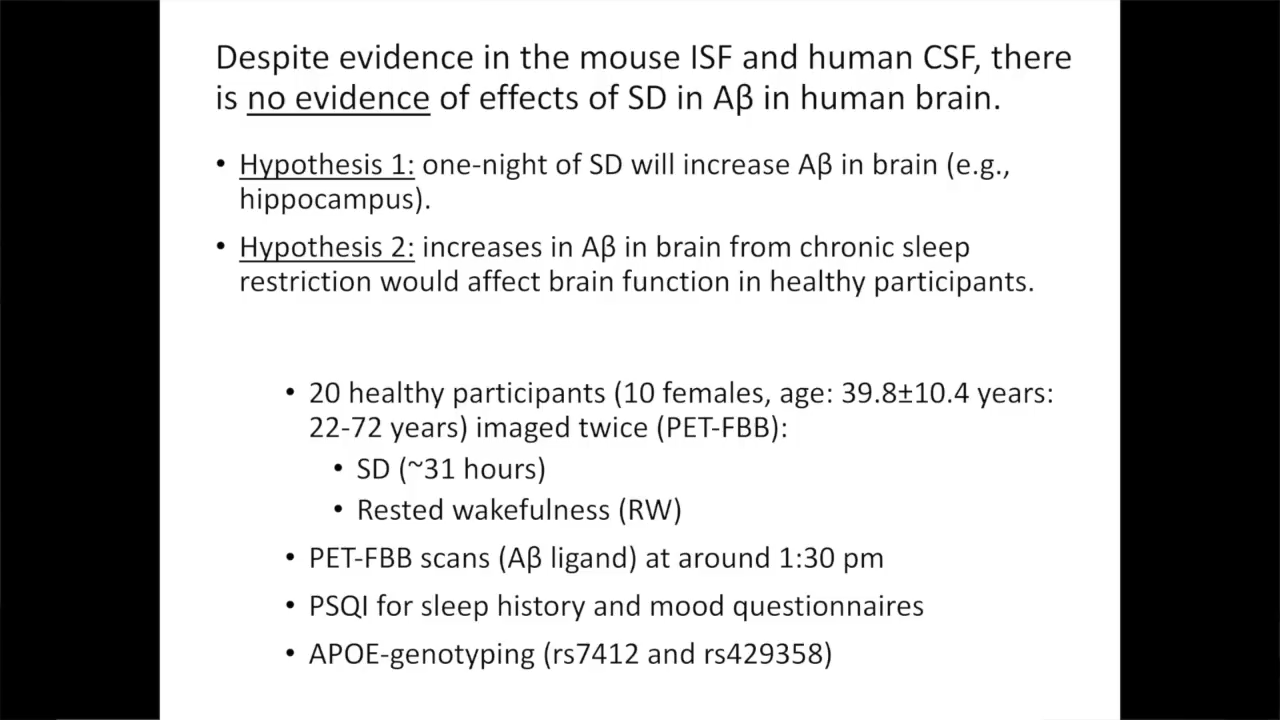 Despite evidence in the mouse ISF and human CSF, there
is no evidence of effects of SD in Aβ in human brain.
• Hypothesis 1: one-night of SD will increase Aβ in brain (e.g.,
hippocampus).
• Hypothesis 2: increases in Aβ in brain from chronic sleep
restriction would affect brain function in healthy participants.
• 20 healthy participants (10 females, age: 39.8±10.4 years:
22-72 years) imaged twice (PET-FBB):
• SD (~31 hours)
• Rested wakefulness (RW)
• PET-FBB scans (Aβ ligand) at around 1:30 pm
• PSQI for sleep history and mood questionnaires
• APOE-genotyping (rs7412 and rs429358)